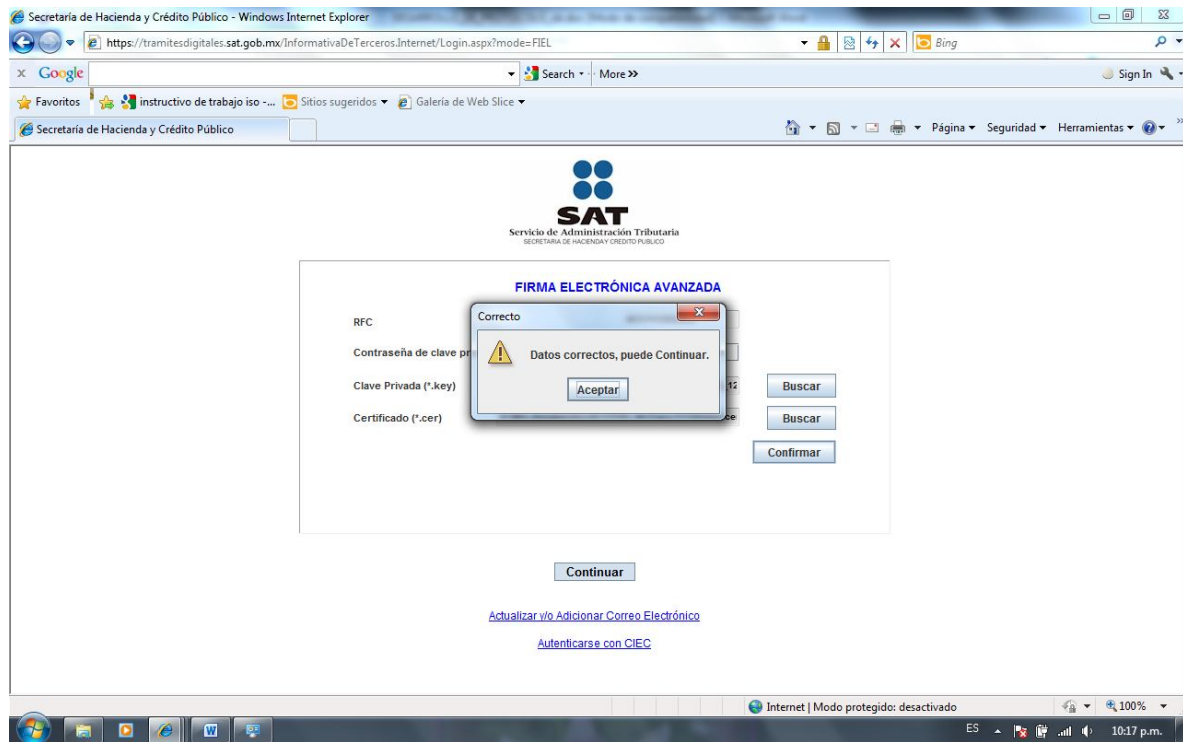 Secretaría de Hacienda y Crédito Público - Windows Internet Explorer
https://tramitesdigitales.sat.gob.mx/InformativaDeTerceros.Internet/Login.aspx?mode=FIEL
Bing
x Google Search More >> Sign In
Favoritos instructivo de trabajo iso -... Sitios sugeridos Galería de Web Slice
Secretaría de Hacienda y Crédito Público Página Seguridad Herramientas
SAT
Servicio de Administración Tributaria
SECRETARIA DE HACIENDA Y CREDITO PUBLICO
FIRMA ELECTRÓNICA AVANZADA
Correcto
RFC
Contraseña de clave pr
Datos correctos, puede Continuar.
Clave Privada (*.key) Aceptar 12 Buscar
Certificado (*.cer) ce Buscar
Confirmar
Continuar
Actualizar y/o Adicionar Correo Electrónico
Autenticarse con CIEC
Internet | Modo protegido: desactivado 100%
ES 10:17 p.m.